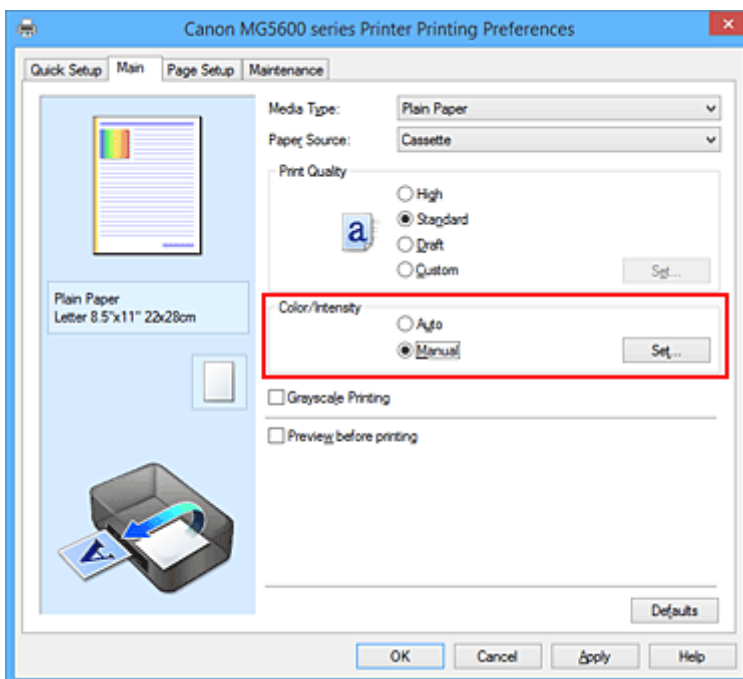 Canon MG5600 series Printer Printing Preferences
Quick Setup Main Page Setup Maintenance
Media Type: Plain Paper
Paper Source: Cassette
Print Quality
High
a Standard
Draft
Custom Set...
Plain Paper
Letter 8.5"x11" 22x28cm
Color/Intensity
Auto
Manual Set...
Grayscale Printing
Preview before printing
A
Defaults
OK Cancel Apply Help